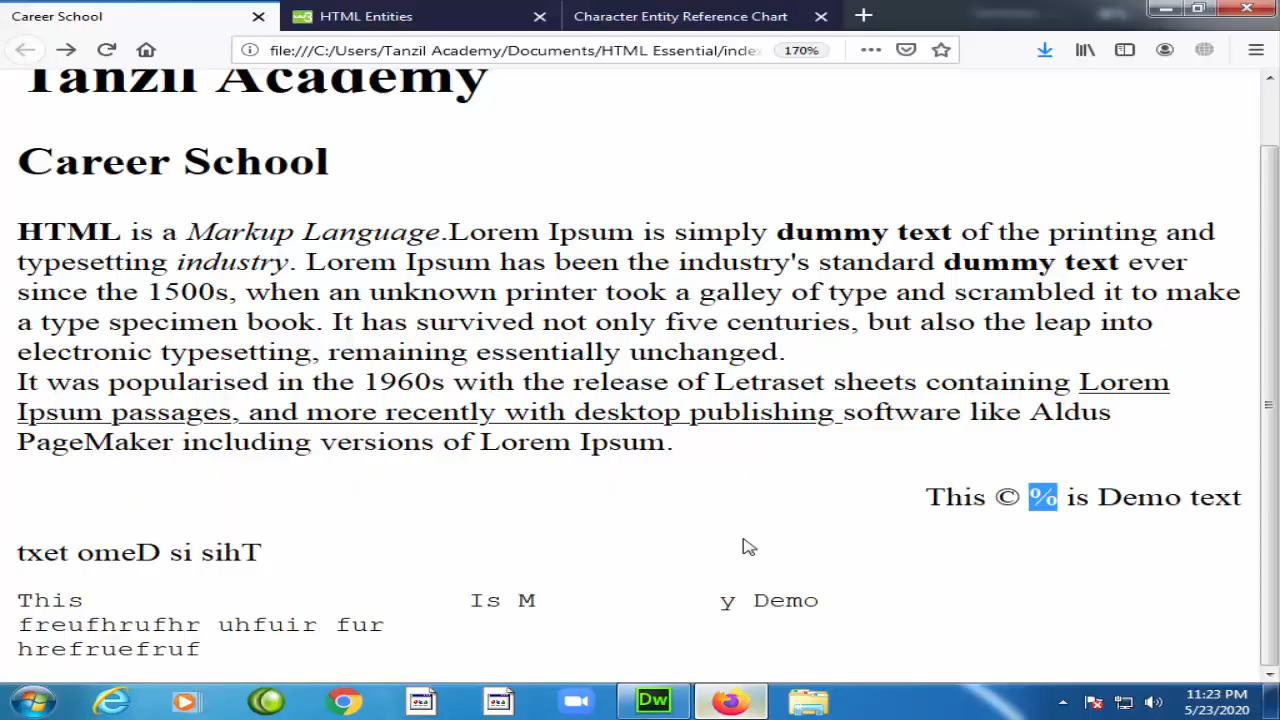 Career School
HTML Entities
Character Entity Reference Chart
file:///C:/Users/Tanzil Academy/Documents/HTML Essential/index
170%
Tanzil Academy
Career School
HTML is a Markup Language.Lorem Ipsum is simply dummy text of the printing and
typesetting industry. Lorem Ipsum has been the industry's standard dummy text ever
since the 1500s, when an unknown printer took a galley of type and scrambled it to make
a type specimen book. It has survived not only five centuries, but also the leap into
electronic typesetting, remaining essentially unchanged.
It was popularised in the 1960s with the release of Letraset sheets containing Lorem
Ipsum passages, and more recently with desktop publishing software like Aldus
PageMaker including versions of Lorem Ipsum.
This © % is Demo text
txet omeD si sihT
This Is M y Demo
freufhrufhr uhfuir fur
hrefruefruf
Dw
11:23 PM
5/23/2020